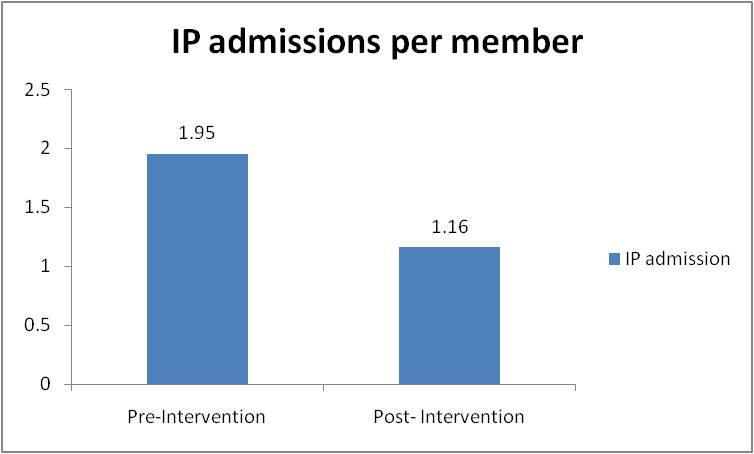 IP admissions per member
2.5
2
1.5
1
0.5
0
1.95
1.16
IP admission
Pre-Intervention
Post- Intervention